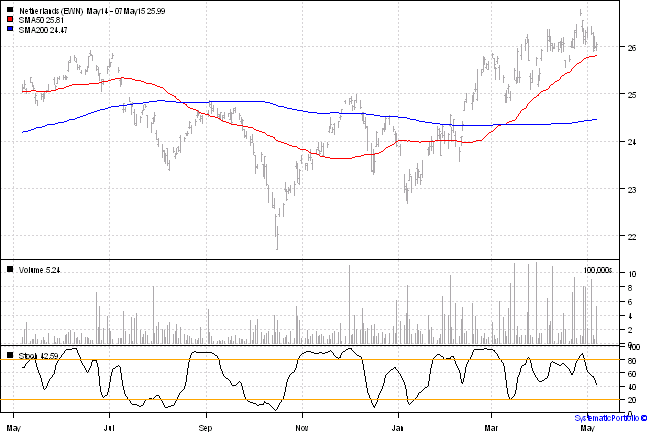 Netherlands (EWN) May14 - 07May15 25.99
SMA50 25.81
SMA200 24.47
26
25
24
23
22
Volume 5.24
100,000s
10
8
6
4
2
0
Stoch 42.59
100
80
60
40
20
0
May Jul Sep Nov Jan Mar May
SystematicPortfolio ©